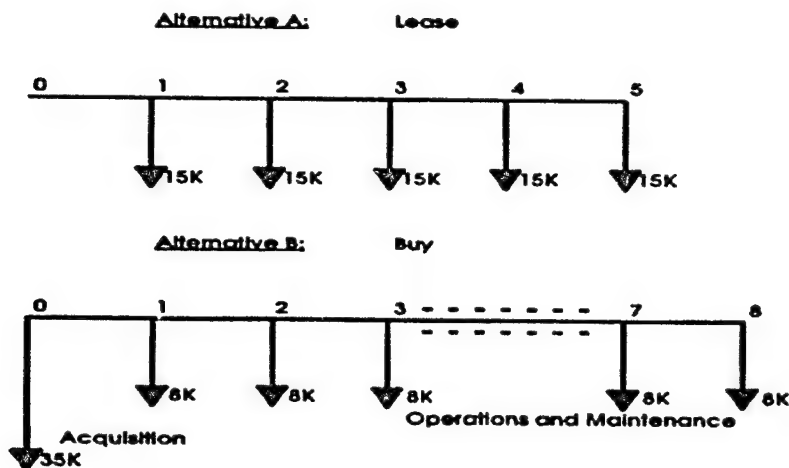 Alternative A: Lease
0 1 2 3 4 5
15K 15K 15K 15K 15K
Alternative B: Buy
0 1 2 3 7 8
8K 8K 8K 8K 8K
Operations and Maintenance
Acquisition
35K